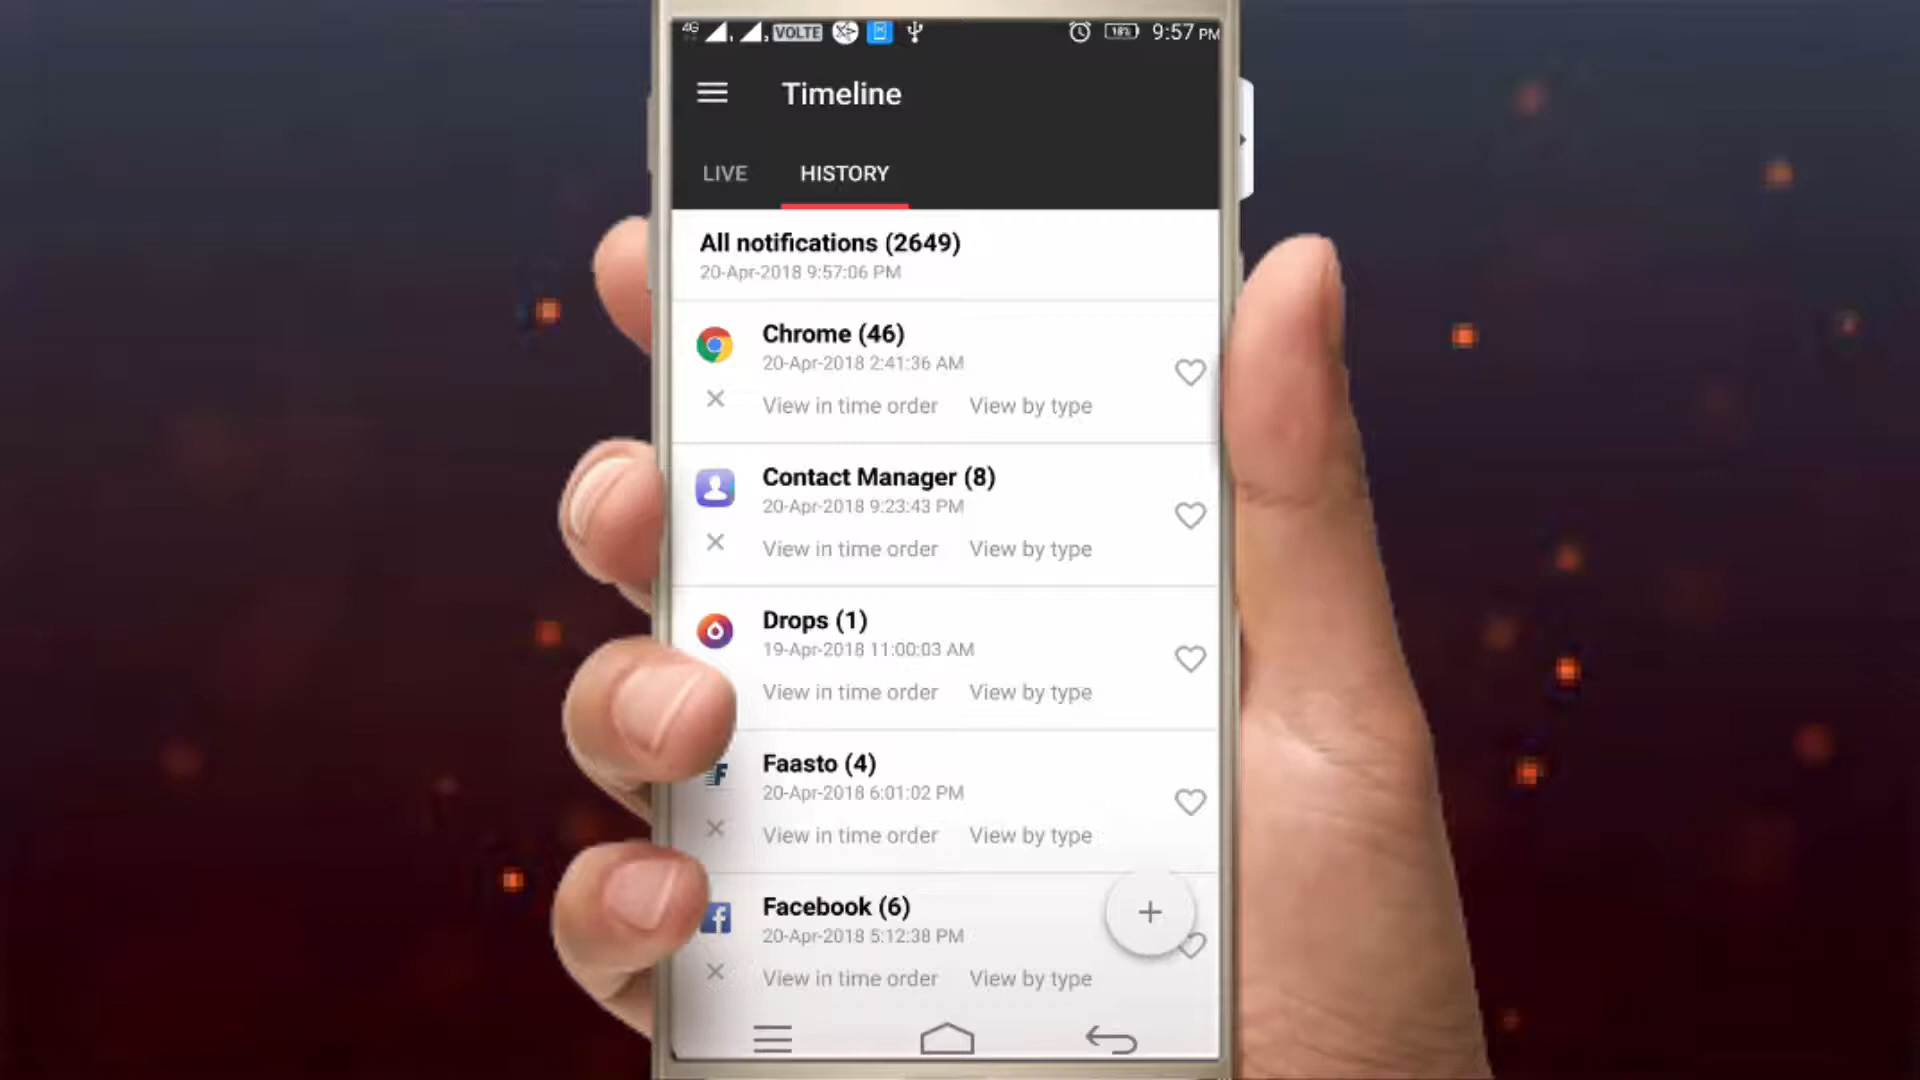 4G VOLTE 18% 9:57 PM
Timeline
LIVE HISTORY
All notifications (2649)
20-Apr-2018 9:57:06 PM
Chrome (46)
20-Apr-2018 2:41:36 AM
View in time order View by type
Contact Manager (8)
20-Apr-2018 9:23:43 PM
View in time order View by type
Drops (1)
19-Apr-2018 11:00:03 AM
View in time order View by type
Faasto (4)
20-Apr-2018 6:01:02 PM
View in time order View by type
Facebook (6)
20-Apr-2018 5:12:38 PM
View in time order View by type